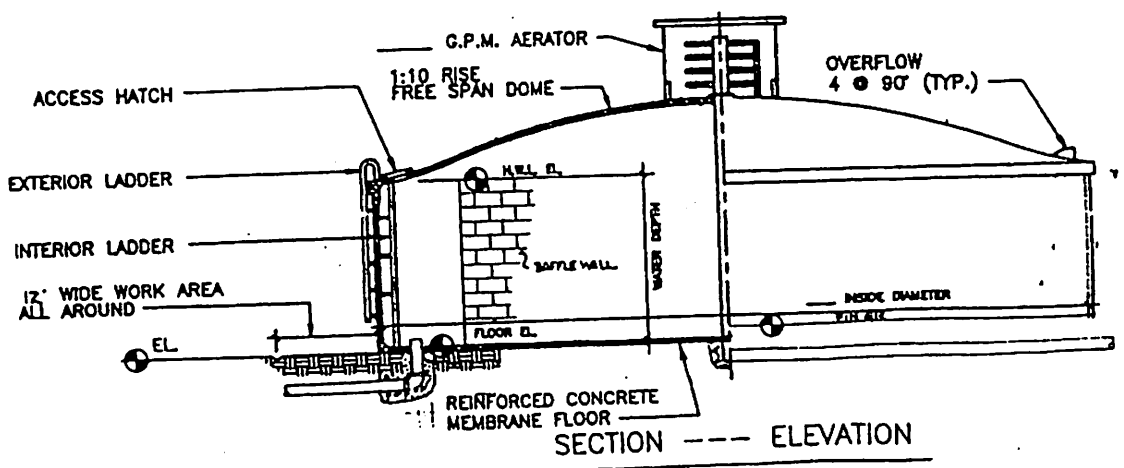 G.P.M. AERATOR
1:10 RISE
FREE SPAN DOME
OVERFLOW
4 @ 90° (TYP.)
ACCESS HATCH
EXTERIOR LADDER
H.W.L. EL.
INTERIOR LADDER
WATER DEPTH
BAFFLE WALL
12' WIDE WORK AREA
ALL AROUND
INSIDE DIAMETER
FLOOR EL.
EL.
REINFORCED CONCRETE
MEMBRANE FLOOR
SECTION --- ELEVATION